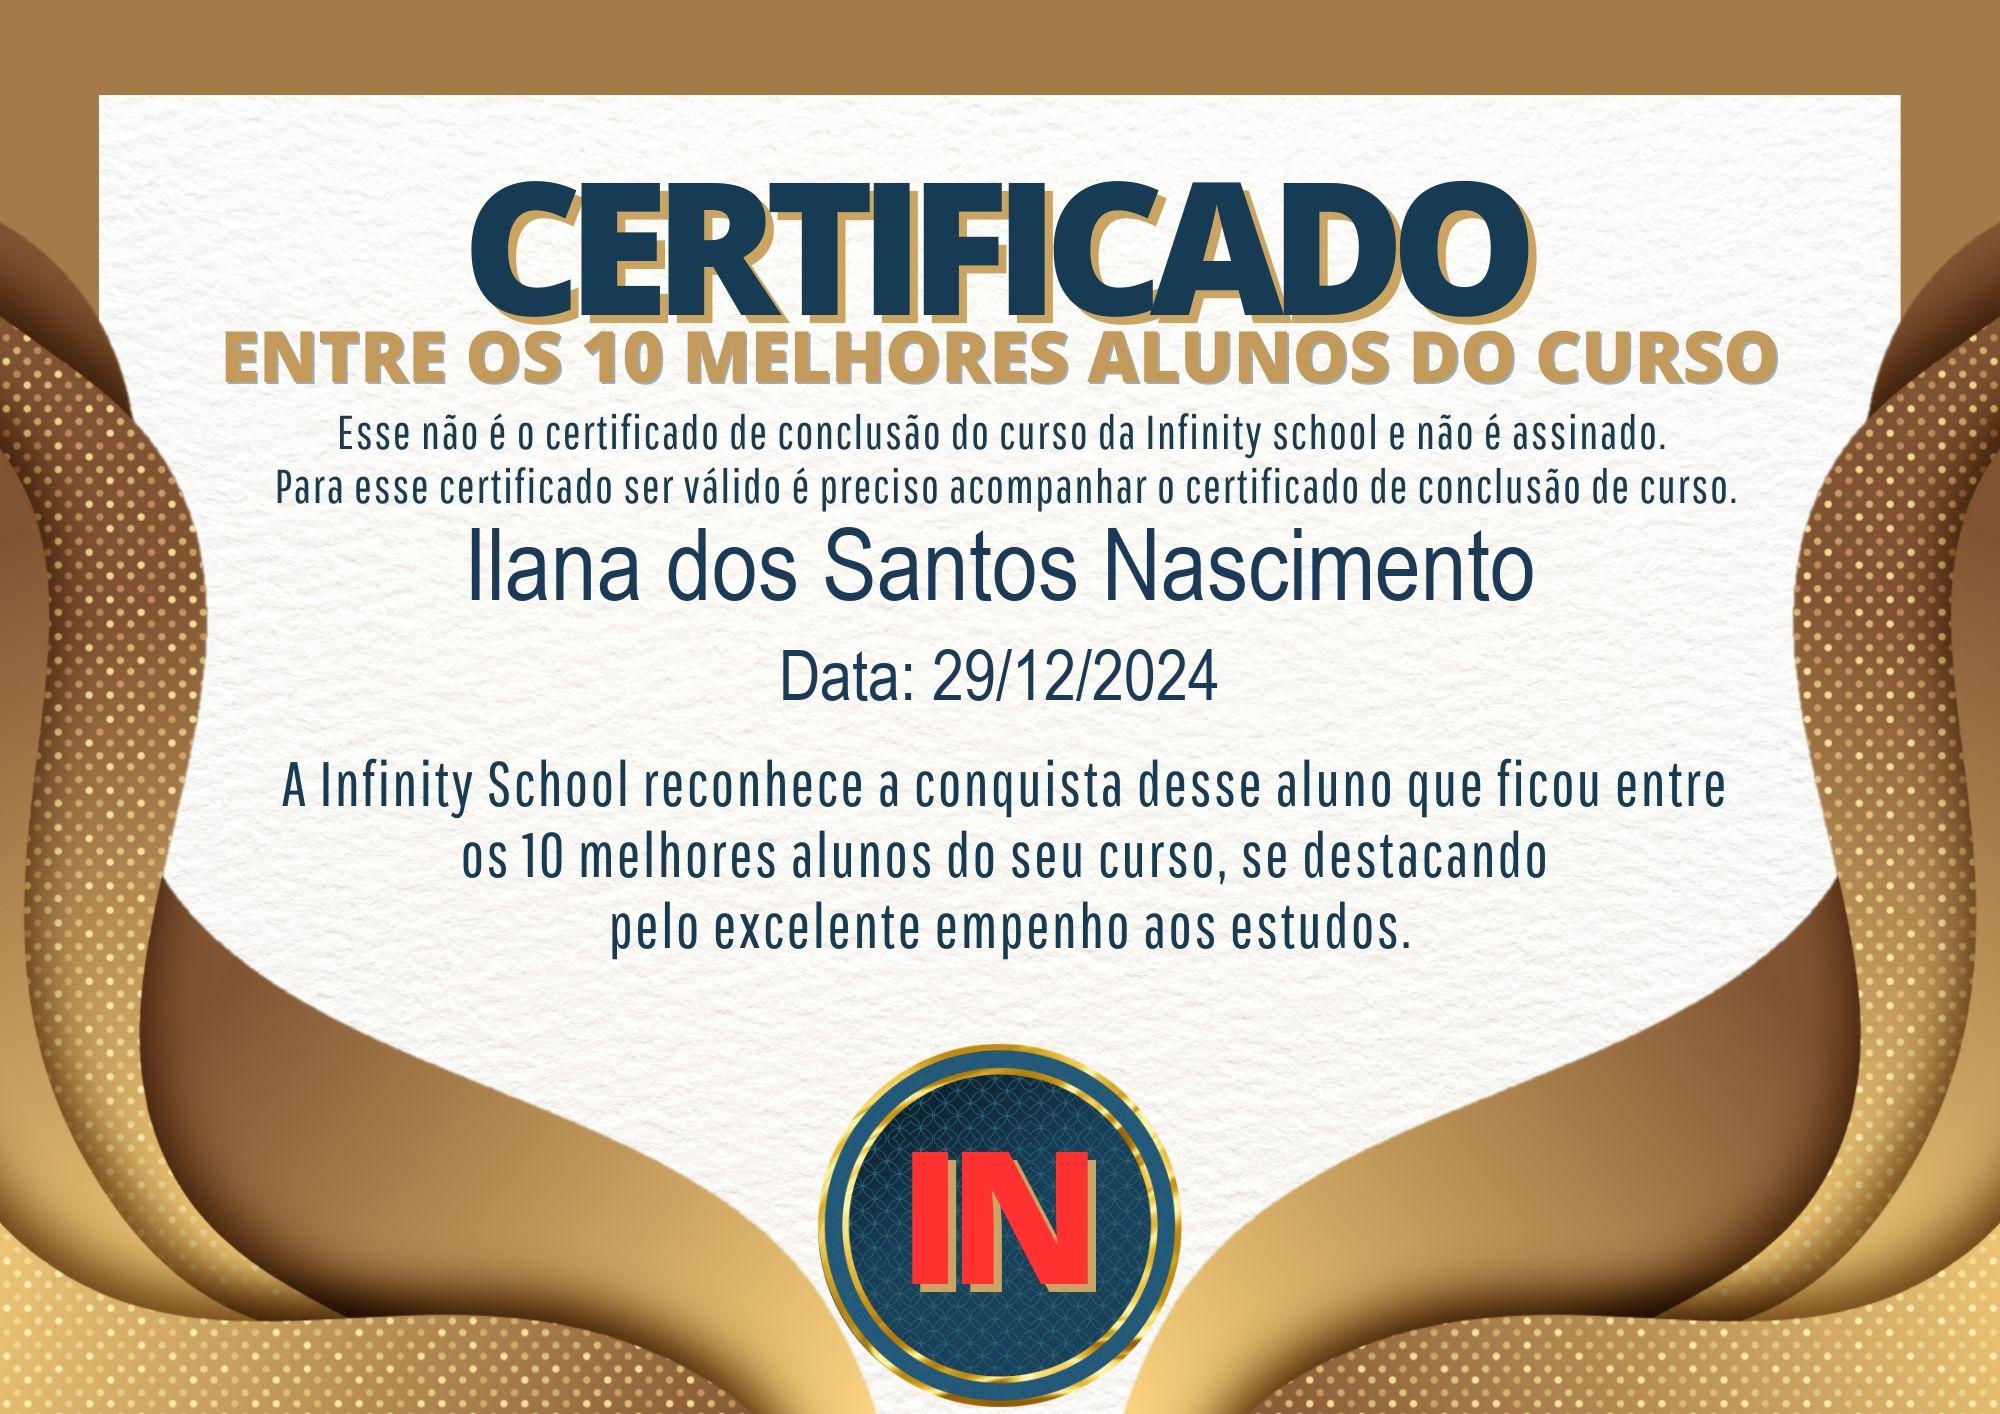 CERTIFICADO
ENTRE OS 10 MELHORES ALUNOS DO CURSO
Esse não é o certificado de conclusão do curso da Infinity school e não é assinado.
Para esse certificado ser válido é preciso acompanhar o certificado de conclusão de curso.
Ilana dos Santos Nascimento
Data: 29/12/2024
A Infinity School reconhece a conquista desse aluno que ficou entre
os 10 melhores alunos do seu curso, se destacando
pelo excelente empenho aos estudos.
IN